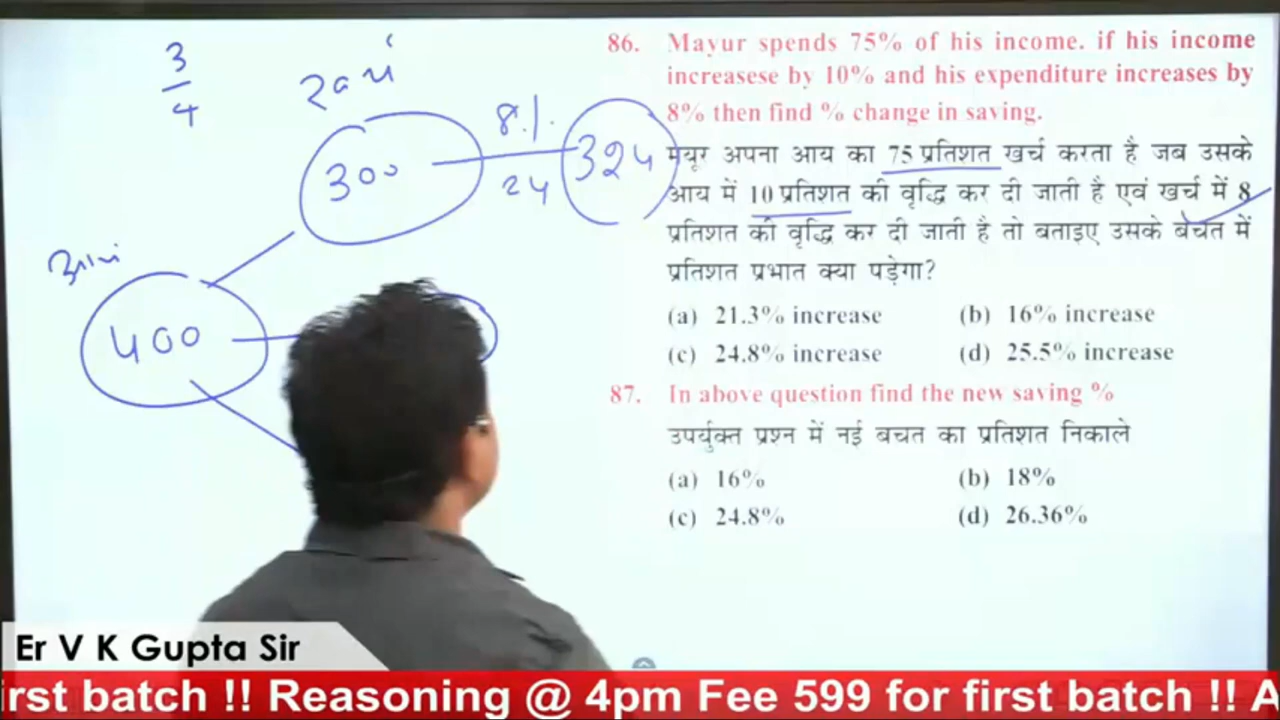 3
4
300
8%
24
324
400
86. Mayur spends 75% of his income. if his income
increasese by 10% and his expenditure increases by
8% then find % change in saving.
मयूर अपना आय का 75 प्रतिशत खर्च करता है जब उसके
आय में 10 प्रतिशत की वृद्धि कर दी जाती है एवं खर्च में 8
प्रतिशत की वृद्धि कर दी जाती है तो बताइए उसके बचत में
प्रतिशत प्रभात क्या पड़ेगा?
(a) 21.3% increase (b) 16% increase
(c) 24.8% increase (d) 25.5% increase
87. In above question find the new saving %
उपर्युक्त प्रश्न में नई बचत का प्रतिशत निकाले
(a) 16% (b) 18%
(c) 24.8% (d) 26.36%
Er V K Gupta Sir
irst batch !! Reasoning @ 4pm Fee 599 for first batch !! A